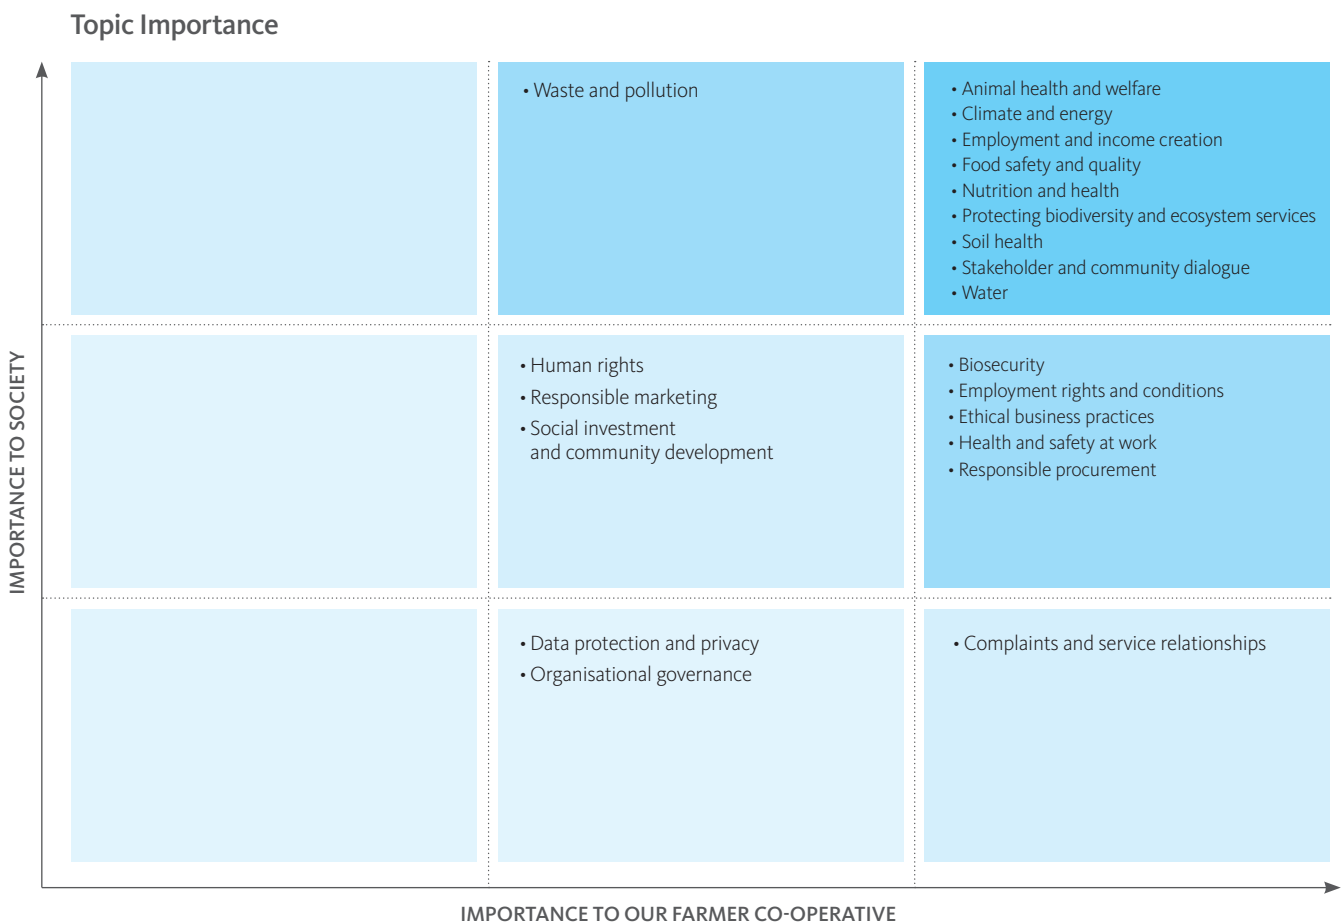 Topic Importance
• Waste and pollution
• Animal health and welfare
• Climate and energy
• Employment and income creation
• Food safety and quality
• Nutrition and health
• Protecting biodiversity and ecosystem services
• Soil health
• Stakeholder and community dialogue
• Water
IMPORTANCE TO SOCIETY
• Human rights
• Responsible marketing
• Social investment
and community development
• Biosecurity
• Employment rights and conditions
• Ethical business practices
• Health and safety at work
• Responsible procurement
• Data protection and privacy
• Organisational governance
• Complaints and service relationships
IMPORTANCE TO OUR FARMER CO-OPERATIVE